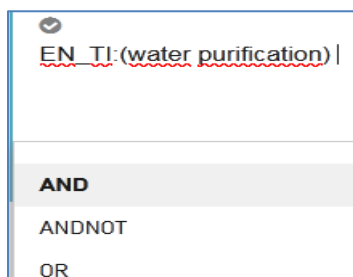 EN_TI:(water purification)
AND
ANDNOT
OR